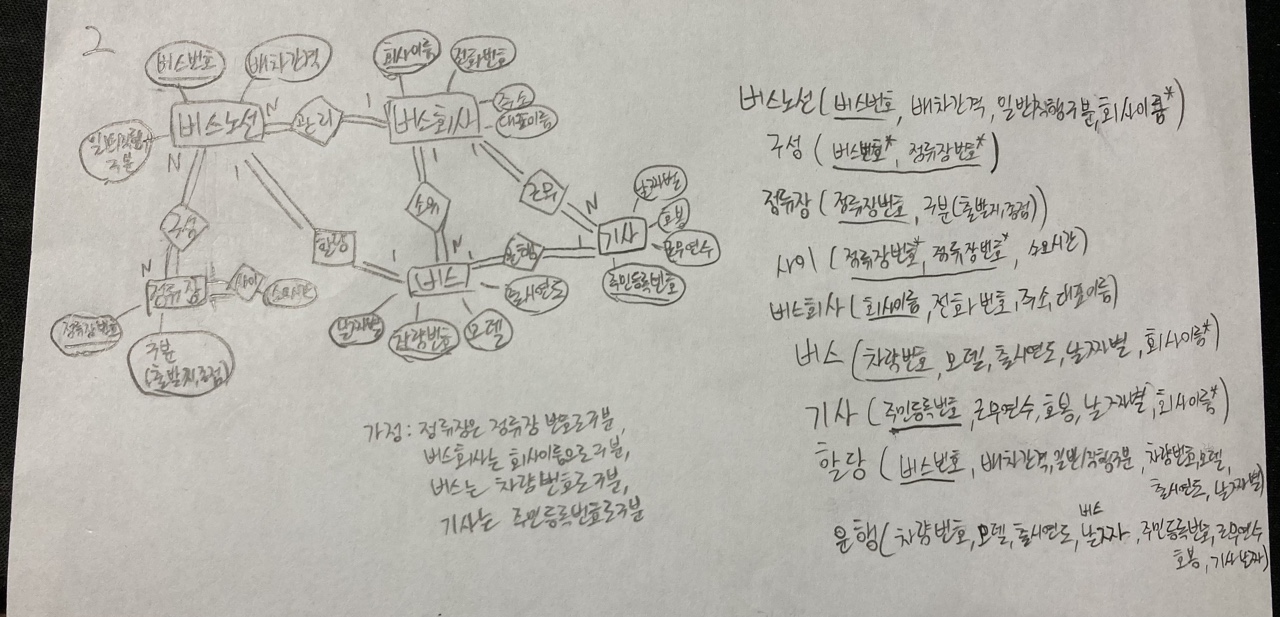 2
버스번호
배차간격
회사이름
전화번호
버스노선
N
관리
1
버스회사
주소
대표이름
일반/직행
구분
N
1
1
1
구성
할당
소유
근무
N
날짜별
호봉
기사
근무연수
주민등록번호
N
정류장
사이
소요시간
1
N
버스
1
운행
1
출시연도
정류장번호
구분
(출발지,종점)
날짜별
차량번호
모델
가정: 정류장은 정류장 번호로 구분,
버스회사는 회사이름으로 구분,
버스는 차량 번호로 구분,
기사는 주민등록번호로 구분
버스노선(버스번호, 배차간격, 일반/직행구분, 회사이름*)
구성 (버스번호*, 정류장번호*)
정류장 (정류장번호, 구분(출발지,종점))
사이 (정류장번호*, 정류장번호*, 소요시간)
버스회사 (회사이름, 전화번호, 주소, 대표이름)
버스 (차량번호, 모델, 출시연도, 날짜별, 회사이름*)
기사 (주민등록번호, 근무연수, 호봉, 날짜별, 회사이름*)
할당 (버스번호, 배차간격, 일반/직행구분, 차량번호, 모델,
출시연도, 날짜별)
버스
운행(차량번호, 모델, 출시연도, 날짜, 주민등록번호, 근무연수
호봉, 기사날짜)